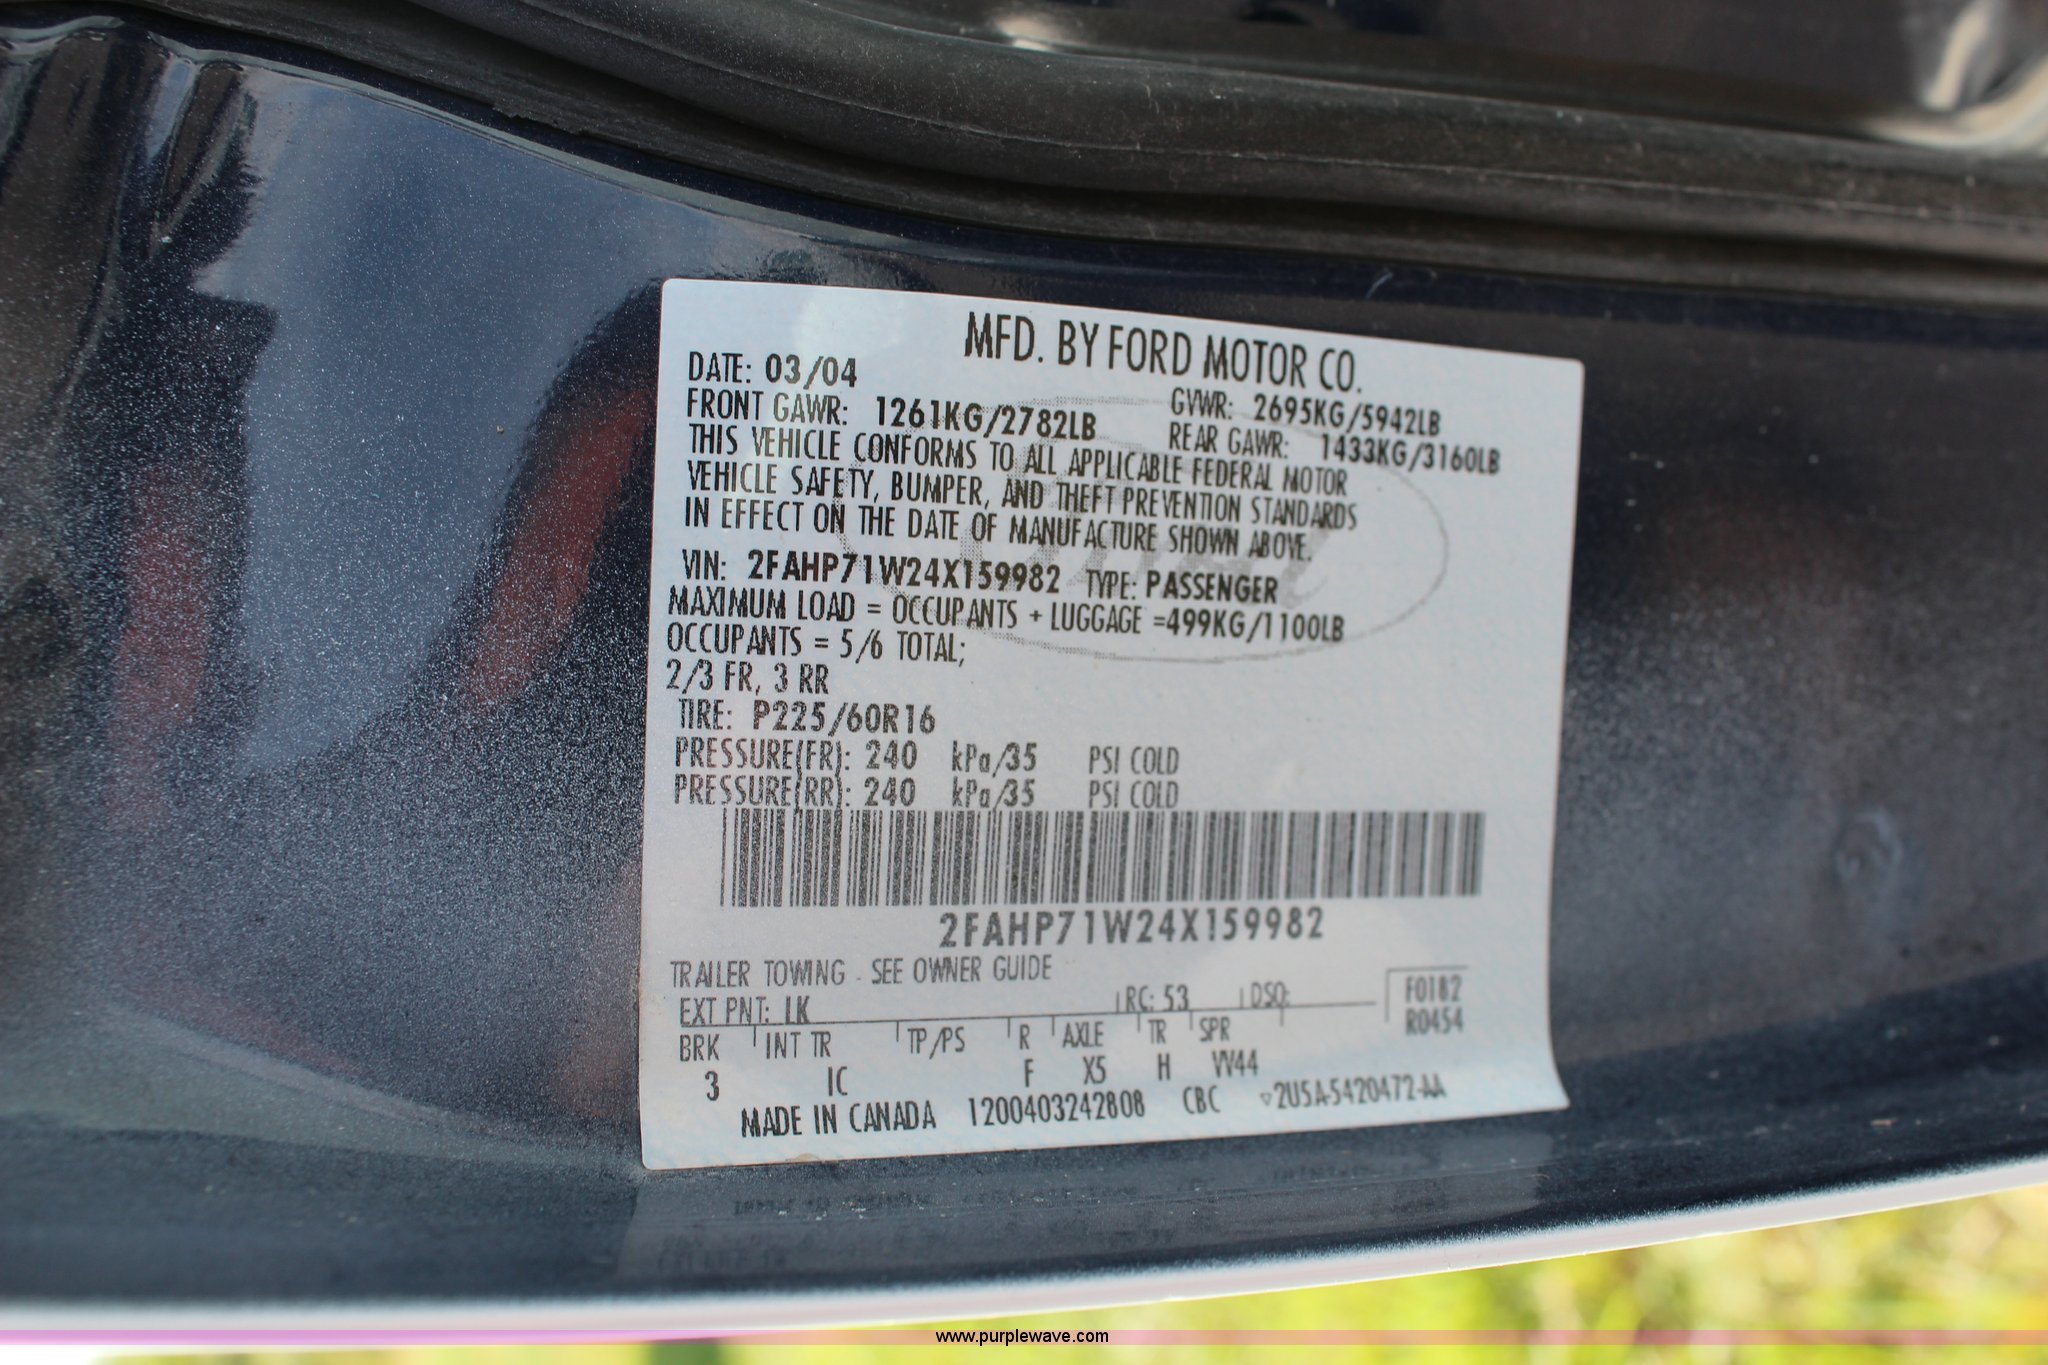 MFD. BY FORD MOTOR CO.
DATE: 03/04
GVWR: 2695KG/5942LB
FRONT GAWR: 1261KG/2782LB
REAR GAWR: 1433KG/3160LB
THIS VEHICLE CONFORMS TO ALL APPLICABLE FEDERAL MOTOR
VEHICLE SAFETY, BUMPER, AND THEFT PREVENTION STANDARDS
IN EFFECT ON THE DATE OF MANUFACTURE SHOWN ABOVE.
VIN: 2FAHP71W24X159982 TYPE: PASSENGER
MAXIMUM LOAD = OCCUPANTS + LUGGAGE =499KG/1100LB
OCCUPANTS = 5/6 TOTAL;
2/3 FR, 3 RR
TIRE: P225/60R16
PRESSURE(FR): 240 kPa/35 PSI COLD
PRESSURE(RR): 240 kPa/35 PSI COLD
2FAHP71W24X159982
TRAILER TOWING - SEE OWNER GUIDE
EXT PNT: LK RC: 53 DSO: F0182
R0454
BRK INT TR TP/PS R AXLE TR SPR
3 IC F X5 H VV44
MADE IN CANADA 1200403242808 CBC ▽2U5A-5420472-AA
www.purplewave.com